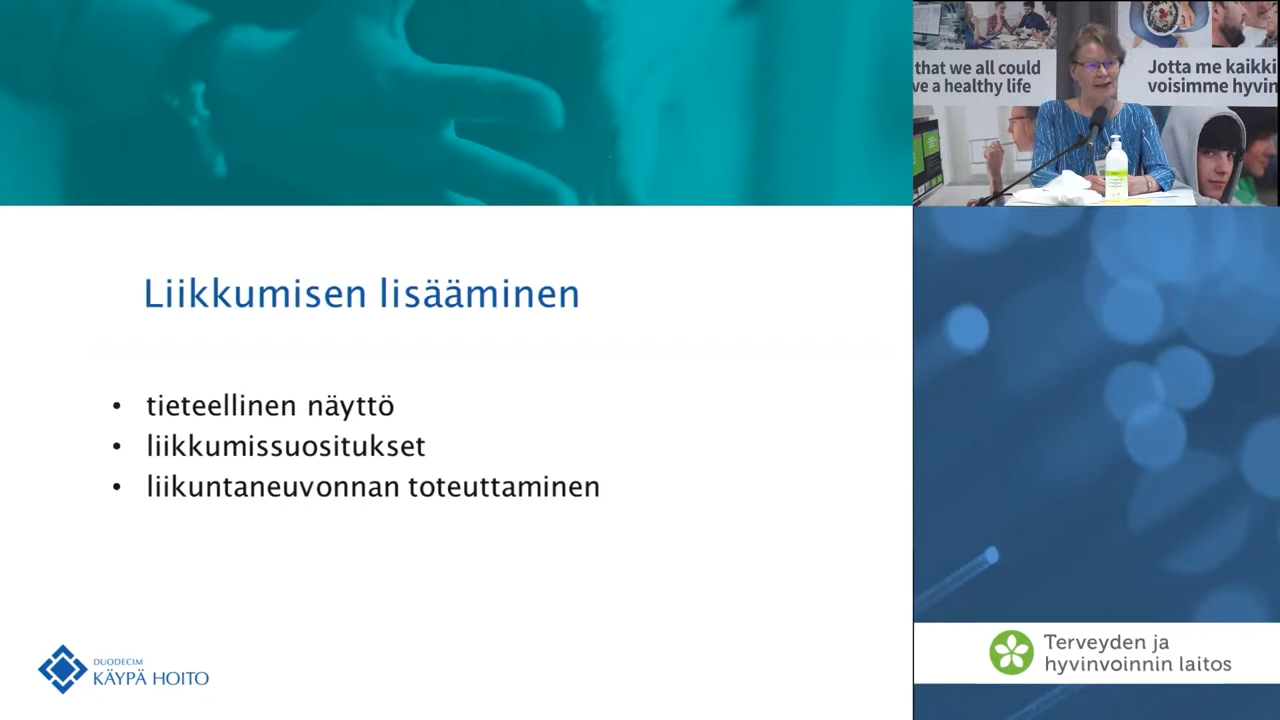 that we all could
ve a healthy life
Jotta me kaikki
voisimme hyvin
Liikkumisen lisääminen
• tieteellinen näyttö
• liikkumissuositukset
• liikuntaneuvonnan toteuttaminen
DUODECIM
KÄYPÄ HOITO
Terveyden ja
hyvinvoinnin laitos